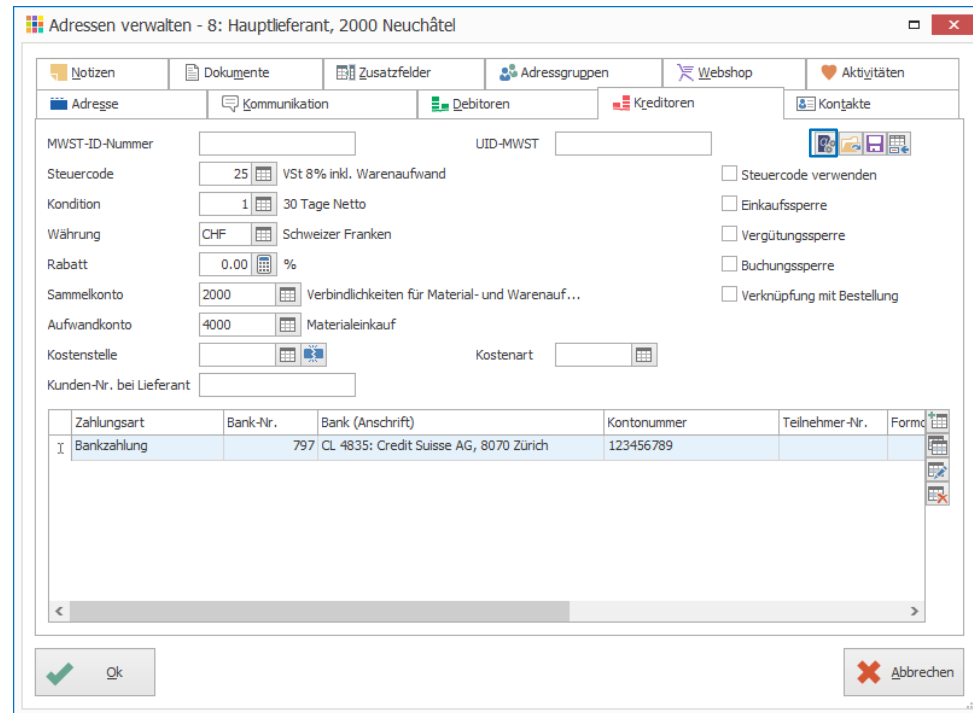 Adressen verwalten - 8: Hauptlieferant, 2000 Neuchâtel
Notizen Dokumente Zusatzfelder Adressgruppen Webshop Aktivitäten
Adresse Kommunikation Debitoren Kreditoren Kontakte
MWST-ID-Nummer UID-MWST
Steuercode 25 VSt 8% inkl. Warenaufwand Steuercode verwenden
Kondition 1 30 Tage Netto Einkaufssperre
Währung CHF Schweizer Franken Vergütungssperre
Rabatt 0.00 % Buchungssperre
Sammelkonto 2000 Verbindlichkeiten für Material- und Warenauf... Verknüpfung mit Bestellung
Aufwandkonto 4000 Materialeinkauf
Kostenstelle Kostenart
Kunden-Nr. bei Lieferant
Zahlungsart Bank-Nr. Bank (Anschrift) Kontonummer Teilnehmer-Nr. Formc
Bankzahlung 797 CL 4835: Credit Suisse AG, 8070 Zürich 123456789
Ok Abbrechen